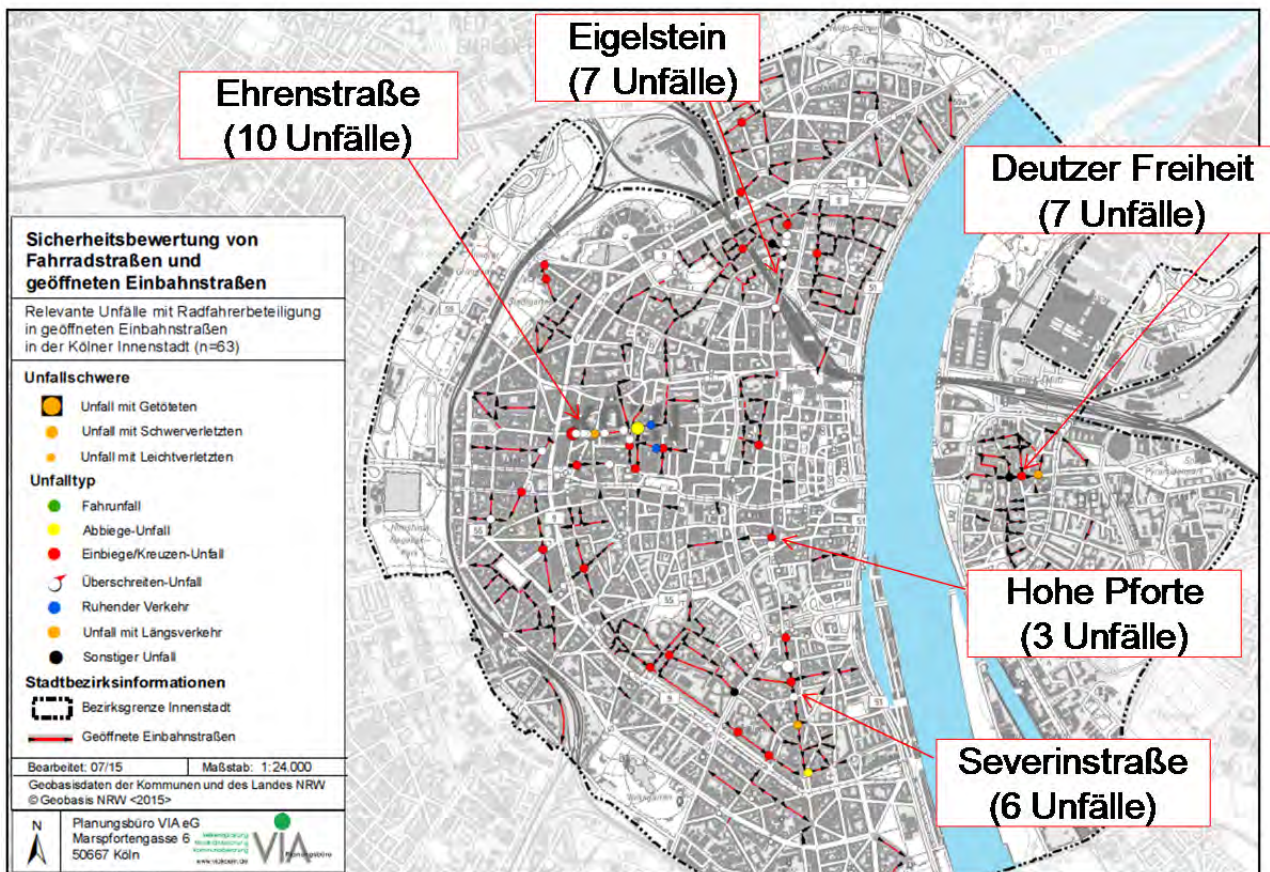 Eigelstein
(7 Unfälle)
Ehrenstraße
(10 Unfälle)
Deutzer Freiheit
(7 Unfälle)
Hohe Pforte
(3 Unfälle)
Severinstraße
(6 Unfälle)
Sicherheitsbewertung von
Fahrradstraßen und
geöffneten Einbahnstraßen
Relevante Unfälle mit Radfahrerbeteiligung
in geöffneten Einbahnstraßen
in der Kölner Innenstadt (n=63)
Unfallschwere
Unfall mit Getöteten
Unfall mit Schwerverletzten
Unfall mit Leichtverletzten
Unfalltyp
Fahrunfall
Abbiege-Unfall
Einbiege/Kreuzen-Unfall
Überschreiten-Unfall
Ruhender Verkehr
Unfall mit Längsverkehr
Sonstiger Unfall
Stadtbezirksinformationen
Bezirksgrenze Innenstadt
Geöffnete Einbahnstraßen
Bearbeitet: 07/15 Maßstab: 1:24.000
Geobasisdaten der Kommunen und des Landes NRW
© Geobasis NRW <2015>
N
Planungsbüro VIA eG
Marspfortengasse 6
50667 Köln
VIA
Planungsbüro